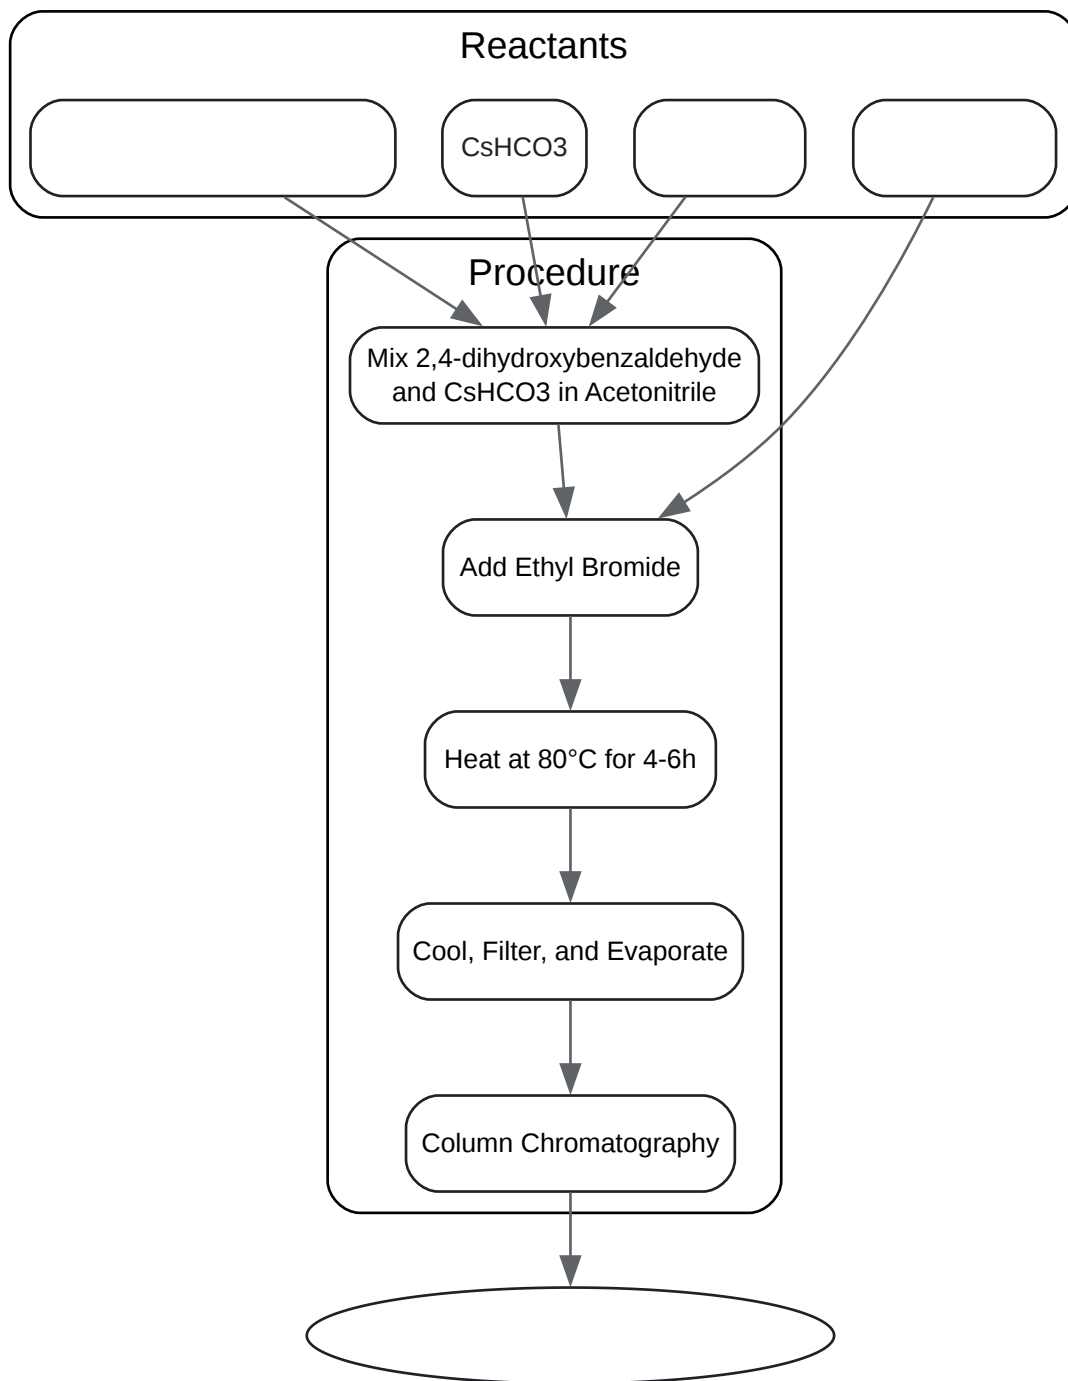 Reactants
CsHCO3
Procedure
Mix 2,4-dihydroxybenzaldehyde
and CsHCO3 in Acetonitrile
Add Ethyl Bromide
Heat at 80°C for 4-6h
Cool, Filter, and Evaporate
Column Chromatography